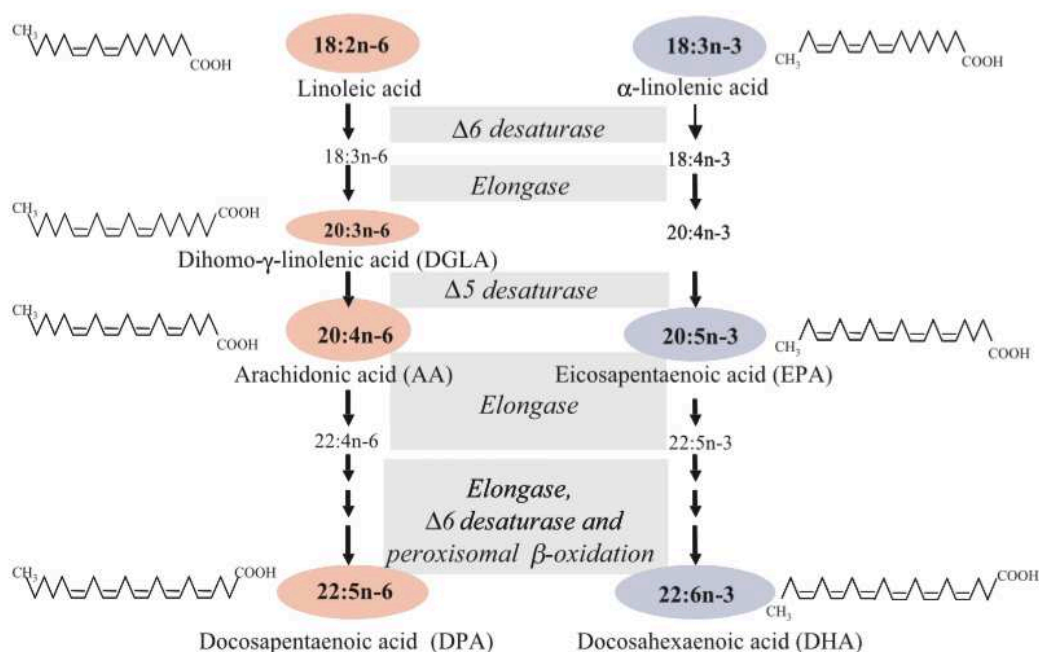 CH3
COOH
18:2n-6
Linoleic acid
18:3n-3
α-linolenic acid
CH3
COOH
Δ6 desaturase
18:3n-6
18:4n-3
Elongase
CH3
COOH
20:3n-6
Dihomo-γ-linolenic acid (DGLA)
20:4n-3
Δ5 desaturase
CH3
COOH
20:4n-6
Arachidonic acid (AA)
20:5n-3
Eicosapentaenoic acid (EPA)
CH3
COOH
Elongase
22:4n-6
22:5n-3
Elongase,
Δ6 desaturase and
peroxisomal β-oxidation
CH3
COOH
22:5n-6
Docosapentaenoic acid (DPA)
22:6n-3
Docosahexaenoic acid (DHA)
CH3
COOH